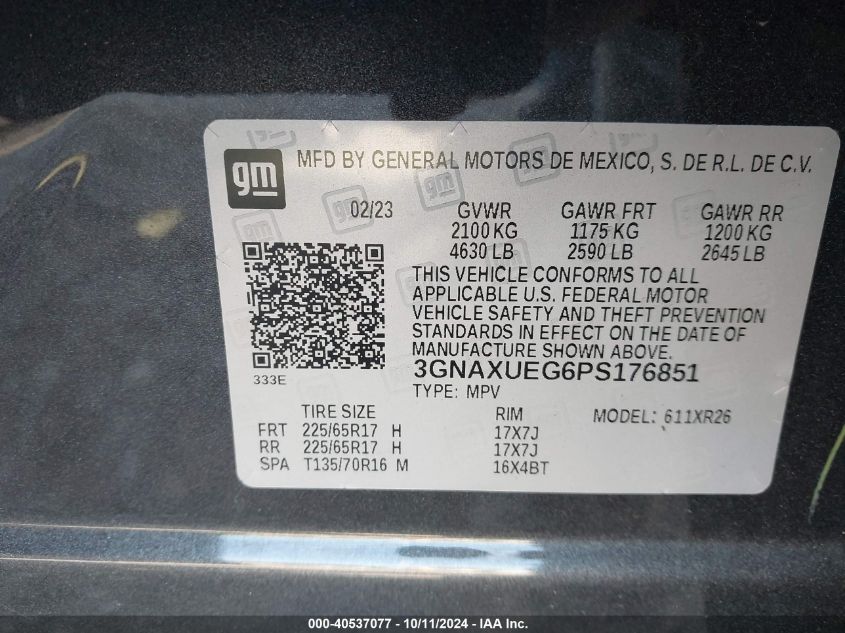 gm MFD BY GENERAL MOTORS DE MEXICO, S. DE R.L. DE C.V.
02/23 GVWR GAWR FRT GAWR RR
2100 KG 1175 KG 1200 KG
4630 LB 2590 LB 2645 LB
THIS VEHICLE CONFORMS TO ALL
APPLICABLE U.S. FEDERAL MOTOR
VEHICLE SAFETY AND THEFT PREVENTION
STANDARDS IN EFFECT ON THE DATE OF
MANUFACTURE SHOWN ABOVE.
333E 3GNAXUEG6PS176851
TYPE: MPV
TIRE SIZE RIM MODEL: 611XR26
FRT 225/65R17 H 17X7J
RR 225/65R17 H 17X7J
SPA T135/70R16 M 16X4BT
000-40537077 - 10/11/2024 - IAA Inc.